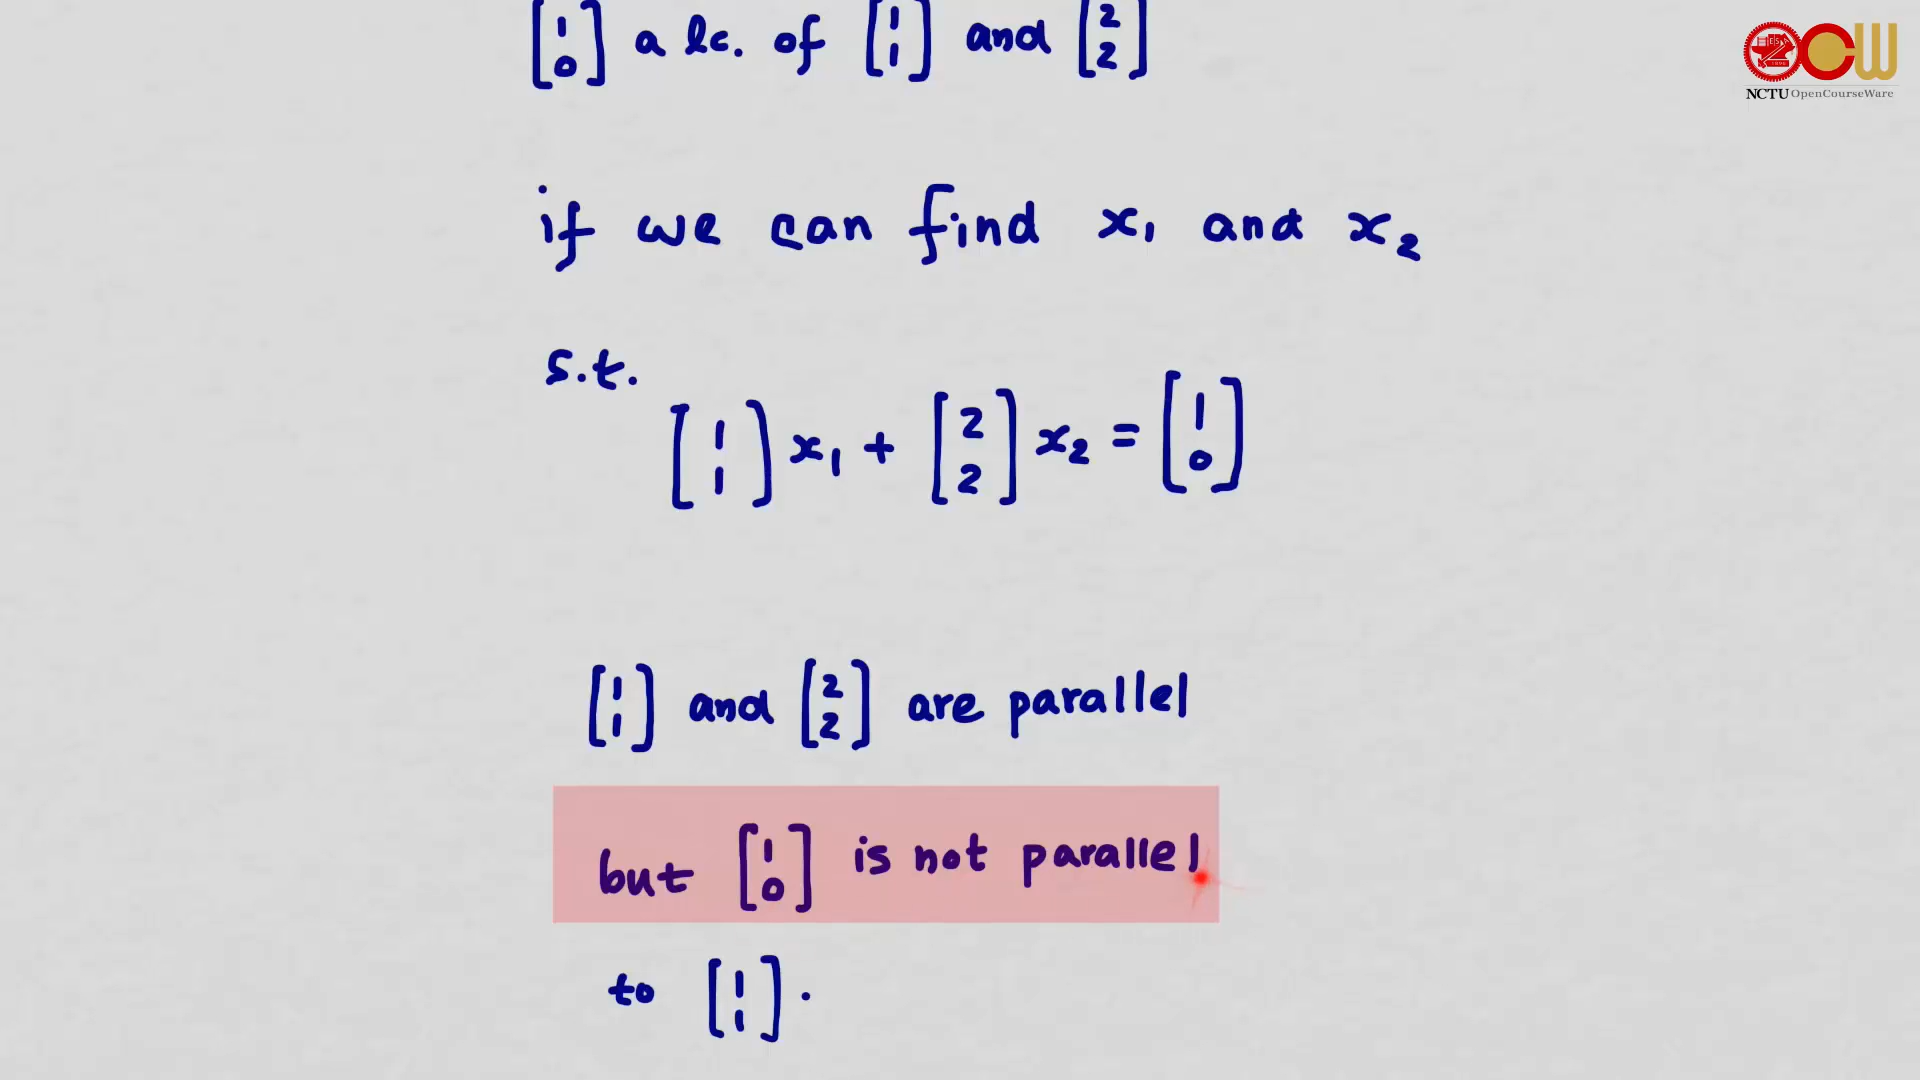 [1 0] a lc. of [1 1] and [2 2]
NCTU OpenCourseWare
if we can find x₁ and x₂
s.t.
[1 1] x₁ + [2 2] x₂ = [1 0]
[1 1] and [2 2] are parallel
but [1 0] is not parallel
to [1 1].